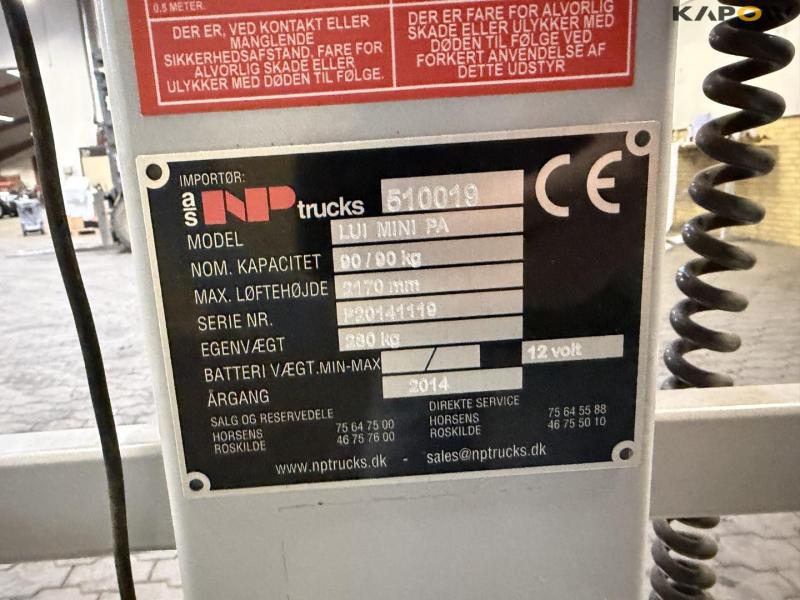 KAPOW
0.5 METER.
DER ER, VED KONTAKT ELLER
MANGLENDE
SIKKERHEDSAFSTAND, FARE FOR
ALVORLIG SKADE ELLER
ULYKKER MED DØDEN TIL FØLGE.
DER ER FARE FOR ALVORLIG
SKADE ELLER ULYKKER MED
DØDEN TIL FØLGE VED
FORKERT ANVENDELSE AF
DETTE UDSTYR
IMPORTØR:
a/s NP trucks 510019 CE
MODEL LUI MINI PA
NOM. KAPACITET 90/90 kg
MAX. LØFTEHØJDE 2170 mm
SERIE NR. P20141119
EGENVÆGT 280 kg
BATTERI VÆGT.MIN-MAX / 12 volt
ÅRGANG 2014
SALG OG RESERVEDELE
HORSENS 75 64 75 00
ROSKILDE 46 75 76 00
DIREKTE SERVICE
HORSENS 75 64 55 88
ROSKILDE 46 75 50 10
www.nptrucks.dk - sales@nptrucks.dk